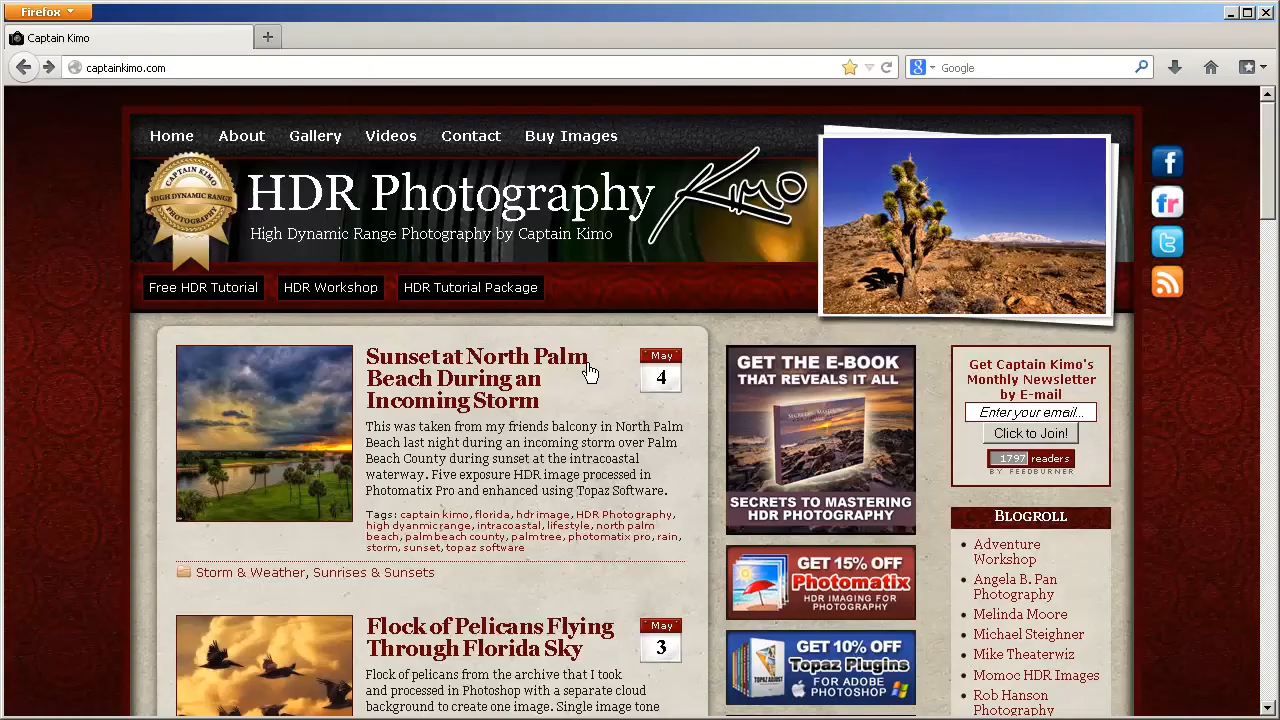 Firefox
Captain Kimo
captainkimo.com
Google
Home About Gallery Videos Contact Buy Images
CAPTAIN KIMO
HIGH DYNAMIC RANGE
PHOTOGRAPHY
HDR Photography
Kimo
High Dynamic Range Photography by Captain Kimo
Free HDR Tutorial HDR Workshop HDR Tutorial Package
Sunset at North Palm
Beach During an
Incoming Storm
May
4
This was taken from my friends balcony in North Palm
Beach last night during an incoming storm over Palm
Beach County during sunset at the intracoastal
waterway. Five exposure HDR image processed in
Photomatix Pro and enhanced using Topaz Software.
Tags: captain kimo, florida, hdr image, HDR Photography,
high dyanmic range, intracoastal, lifestyle, north palm
beach, palm beach county, palm tree, photomatix pro, rain,
storm, sunset, topaz software
Storm & Weather, Sunrises & Sunsets
Flock of Pelicans Flying
Through Florida Sky
May
3
Flock of pelicans from the archive that I took
and processed in Photoshop with a separate cloud
background to create one image. Single image tone
GET THE E-BOOK
THAT REVEALS IT ALL
SECRETS TO MASTERING
HDR PHOTOGRAPHY
GET 15% OFF
Photomatix
HDR IMAGING FOR
PHOTOGRAPHY
GET 10% OFF
Topaz Plugins
FOR ADOBE
PHOTOSHOP
Get Captain Kimo's
Monthly Newsletter
by E-mail
Enter your email...
Click to Join!
1797 readers
BY FEEDBURNER
BLOGROLL
Adventure
Workshop
Angela B. Pan
Photography
Melinda Moore
Michael Steighner
Mike Theaterwiz
Momoc HDR Images
Rob Hanson
Photography